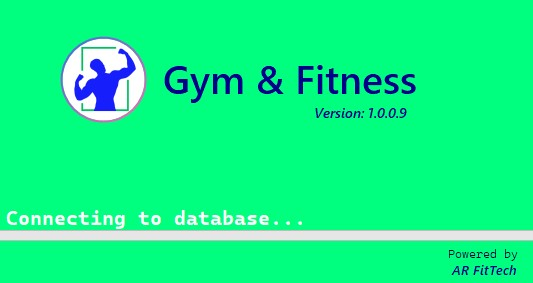 Gym & Fitness
Version: 1.0.0.9
Connecting to database...
Powered by
AR FitTech